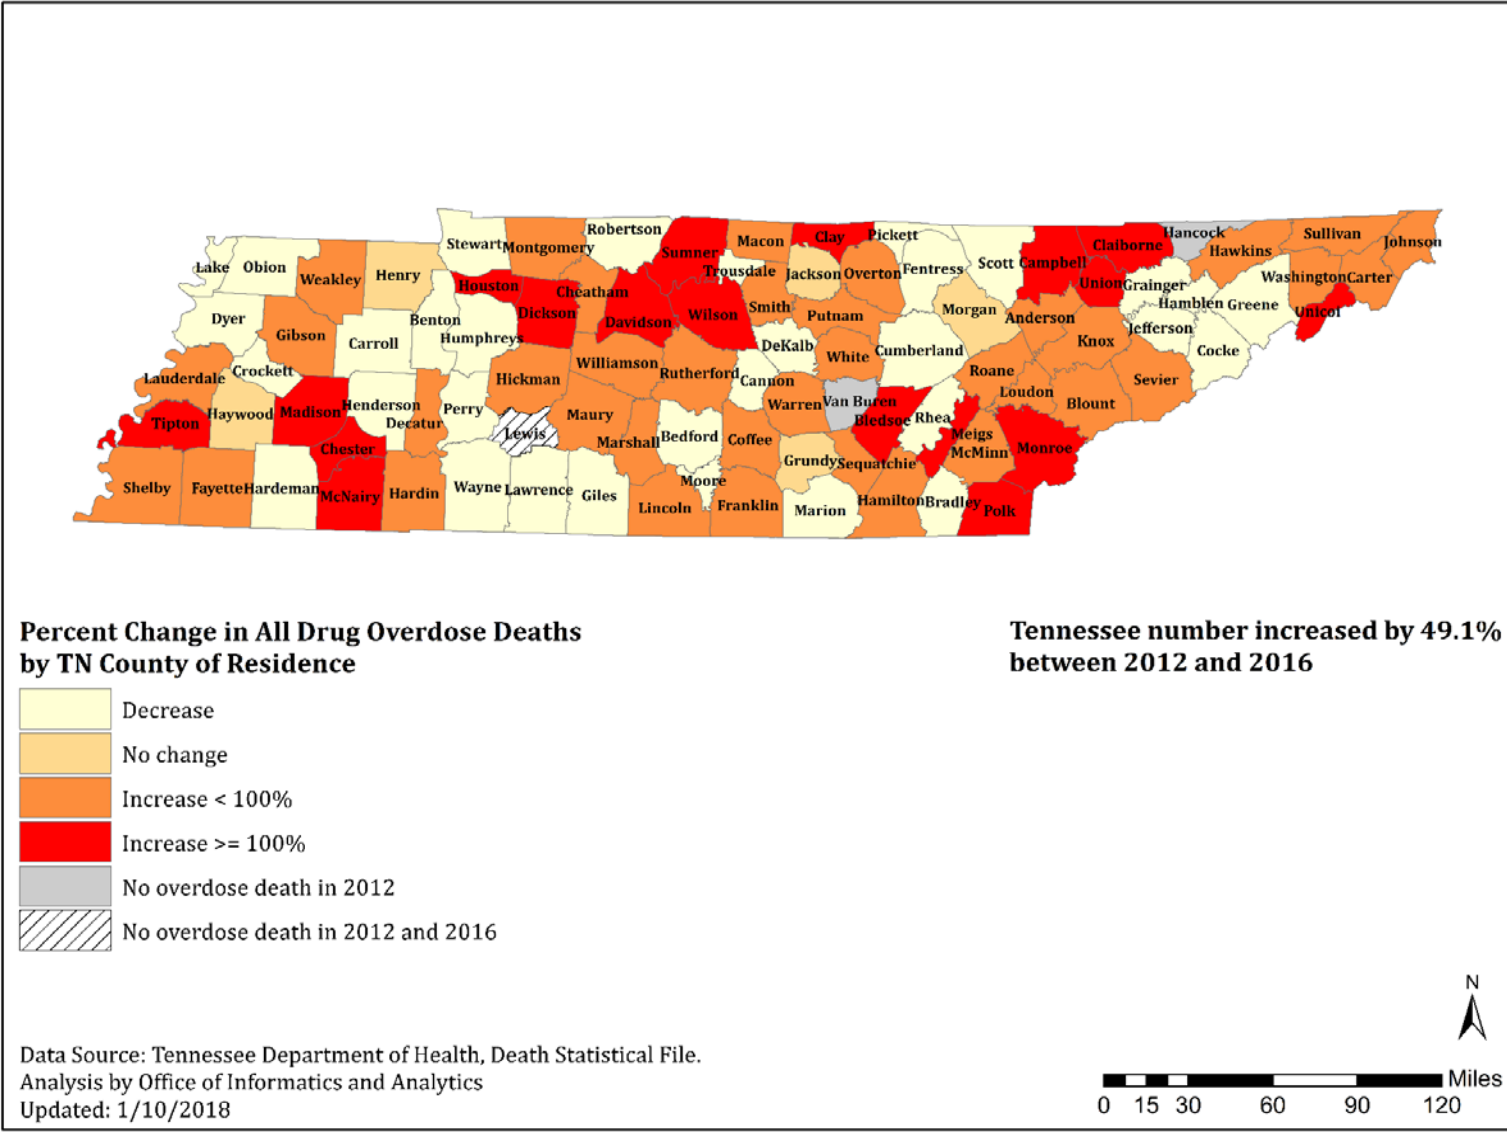 Robertson
Stewart
Montgomery
Sumner
Macon
Clay
Pickett
Hancock
Sullivan
Johnson
Claiborne
Hawkins
Lake
Obion
Weakley
Henry
Houston
Cheatham
Trousdale
Jackson
Overton
Fentress
Scott
Campbell
Union
Grainger
Washington
Carter
Dyer
Gibson
Carroll
Benton
Humphreys
Dickson
Davidson
Wilson
Smith
Putnam
Morgan
Anderson
Hamblen
Greene
Unicoi
Knox
Jefferson
Cocke
Lauderdale
Crockett
Williamson
Rutherford
DeKalb
White
Cumberland
Roane
Sevier
Hickman
Cannon
Loudon
Blount
Tipton
Haywood
Madison
Henderson
Decatur
Perry
Maury
Warren
Van Buren
Bledsoe
Rhea
Lewis
Marshall
Bedford
Coffee
Meigs
McMinn
Monroe
Chester
Grundy
Sequatchie
Shelby
Fayette
Hardeman
McNairy
Hardin
Wayne
Lawrence
Giles
Moore
Lincoln
Franklin
Marion
Hamilton
Bradley
Polk
Percent Change in All Drug Overdose Deaths
by TN County of Residence
Decrease
No change
Increase < 100%
Increase >= 100%
No overdose death in 2012
No overdose death in 2012 and 2016
Tennessee number increased by 49.1%
between 2012 and 2016
Data Source: Tennessee Department of Health, Death Statistical File.
Analysis by Office of Informatics and Analytics
Updated: 1/10/2018
N
Miles
0 15 30 60 90 120